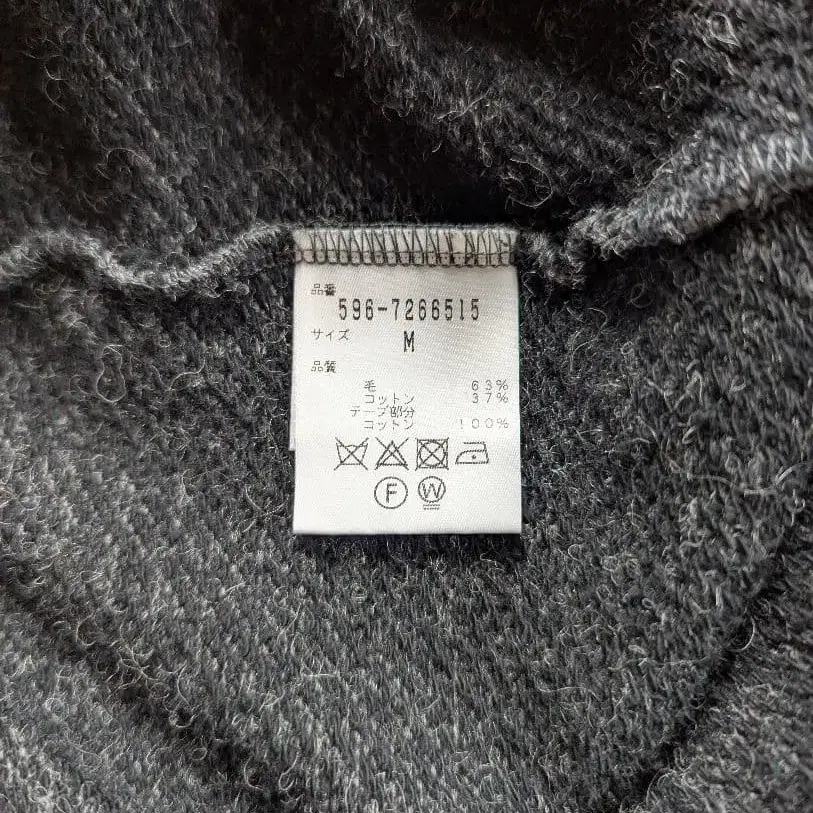 品番
596-7266515
サイズ
M
品質
毛 63%
コットン 37%
テープ部分
コットン 100%
F W